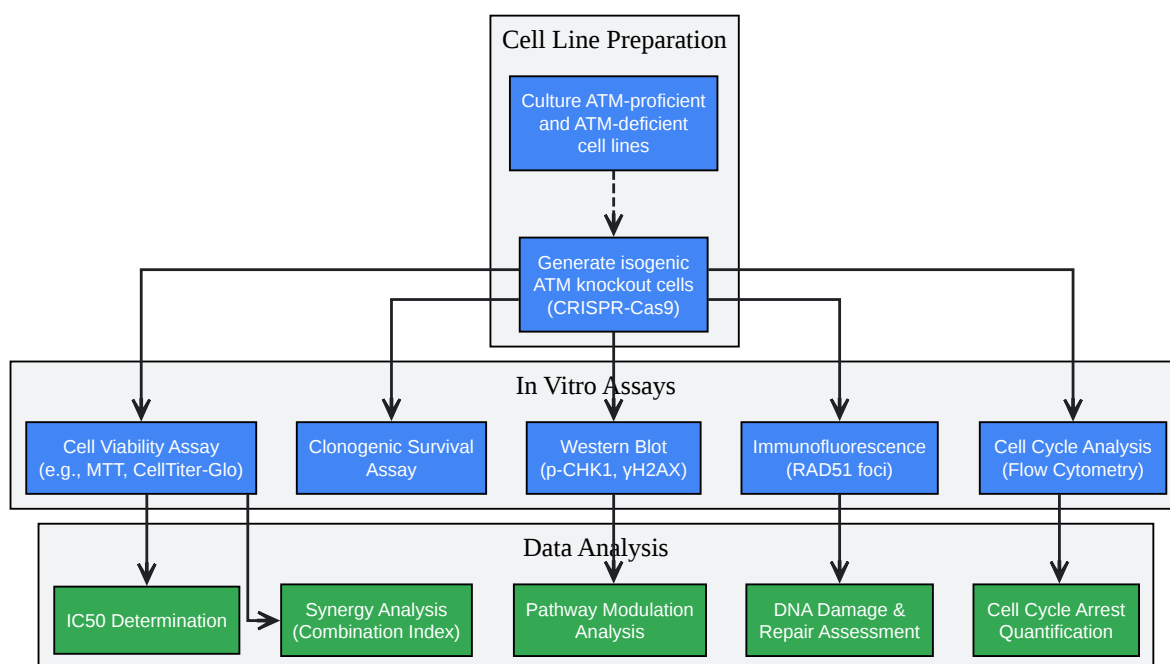 Cell Line Preparation
Culture ATM-proficient
and ATM-deficient
cell lines
Generate isogenic
ATM knockout cells
(CRISPR-Cas9)
In Vitro Assays
Cell Viability Assay
(e.g., MTT, CellTiter-Glo)
Clonogenic Survival
Assay
Western Blot
(p-CHK1, γH2AX)
Immunofluorescence
(RAD51 foci)
Cell Cycle Analysis
(Flow Cytometry)
Data Analysis
IC50 Determination
Synergy Analysis
(Combination Index)
Pathway Modulation
Analysis
DNA Damage &
Repair Assessment
Cell Cycle Arrest
Quantification